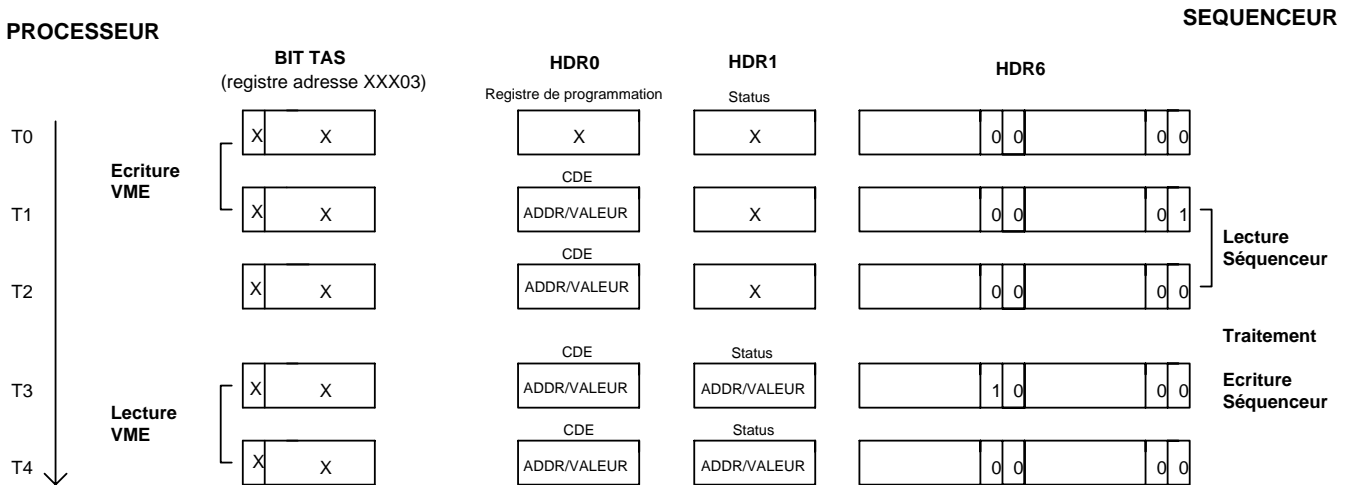 PROCESSEUR
SEQUENCEUR
BIT TAS
(registre adresse XXX03)
HDR0
Registre de programmation
HDR1
Status
HDR6
T0
X X
X
X
0 0
0 0
Ecriture
VME
T1
X X
CDE
ADDR/VALEUR
X
0 0
0 1
Lecture
Séquenceur
T2
X X
CDE
ADDR/VALEUR
X
0 0
0 0
Traitement
T3
X X
CDE
ADDR/VALEUR
Status
ADDR/VALEUR
1 0
0 0
Ecriture
Séquenceur
Lecture
VME
T4
X X
CDE
ADDR/VALEUR
Status
ADDR/VALEUR
0 0
0 0